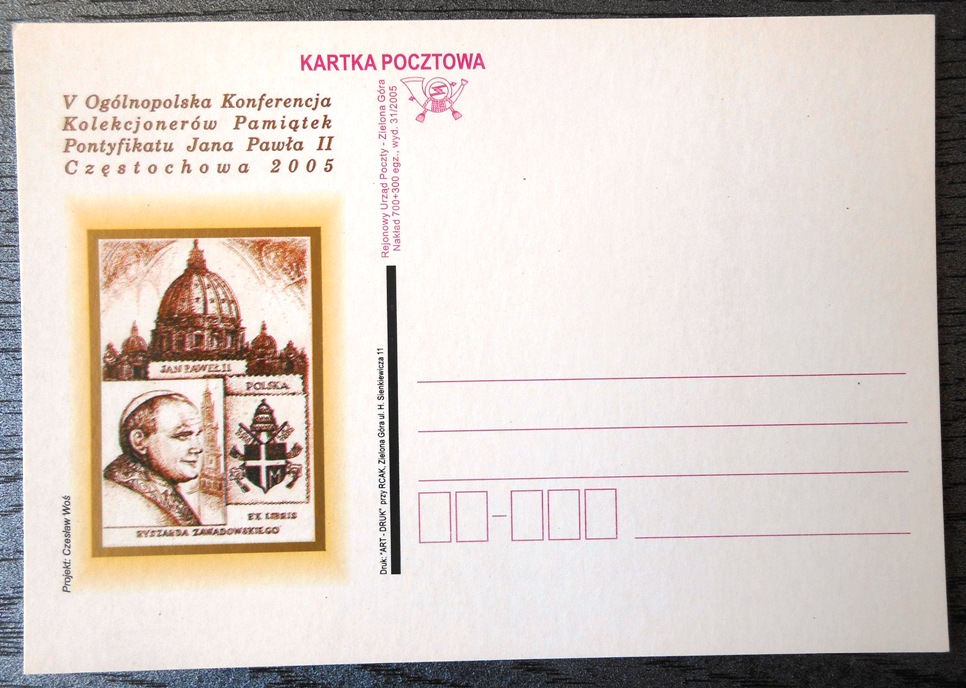 KARTKA POCZTOWA
V Ogólnopolska Konferencja
Kolekcjonerów Pamiątek
Pontyfikatu Jana Pawła II
Częstochowa 2005
Rejonowy Urząd Poczty - Zielona Góra
Nakład 700+300 egz., wyd. 31/2005
JAN PAWEŁ II
POLSKA
M
EX LIBRIS
RYSZARDA ZAWADOWSKIEGO
Projekt: Czesław Woś
Druk: "ART - DRUK" przy RCAK, Zielona Góra ul. H. Sienkiewicza 11